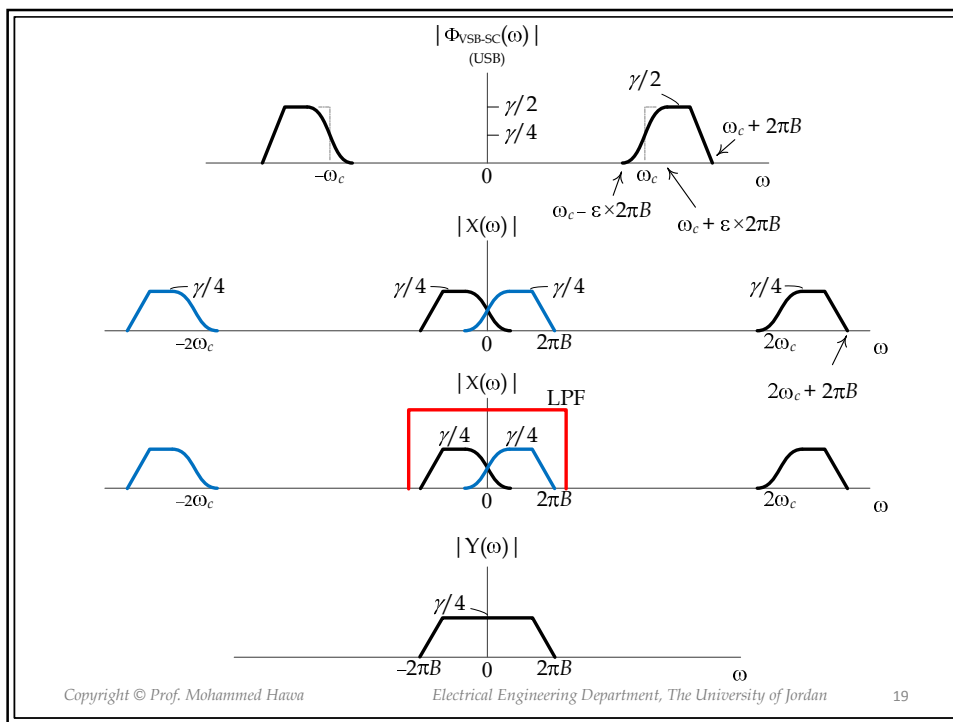 |Φ_VSB-SC(ω)|
(USB)
γ/2
γ/2
γ/4
ω_c + 2πB
−ω_c
0
ω_c
ω
ω_c − ε×2πB
ω_c + ε×2πB
|X(ω)|
γ/4
γ/4
γ/4
γ/4
−2ω_c
0
2πB
2ω_c
ω
2ω_c + 2πB
|X(ω)|
LPF
γ/4
γ/4
−2ω_c
0
2πB
2ω_c
ω
|Y(ω)|
γ/4
−2πB
0
2πB
ω
Copyright © Prof. Mohammed Hawa
Electrical Engineering Department, The University of Jordan
19